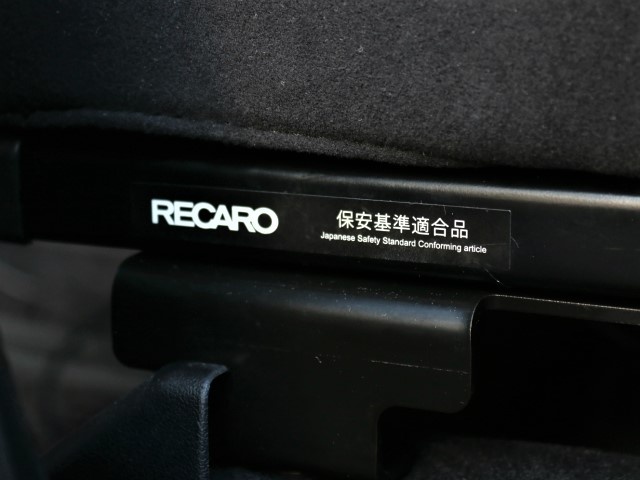 RECARO
保安基準適合品
Japanese Safety Standard Conforming article